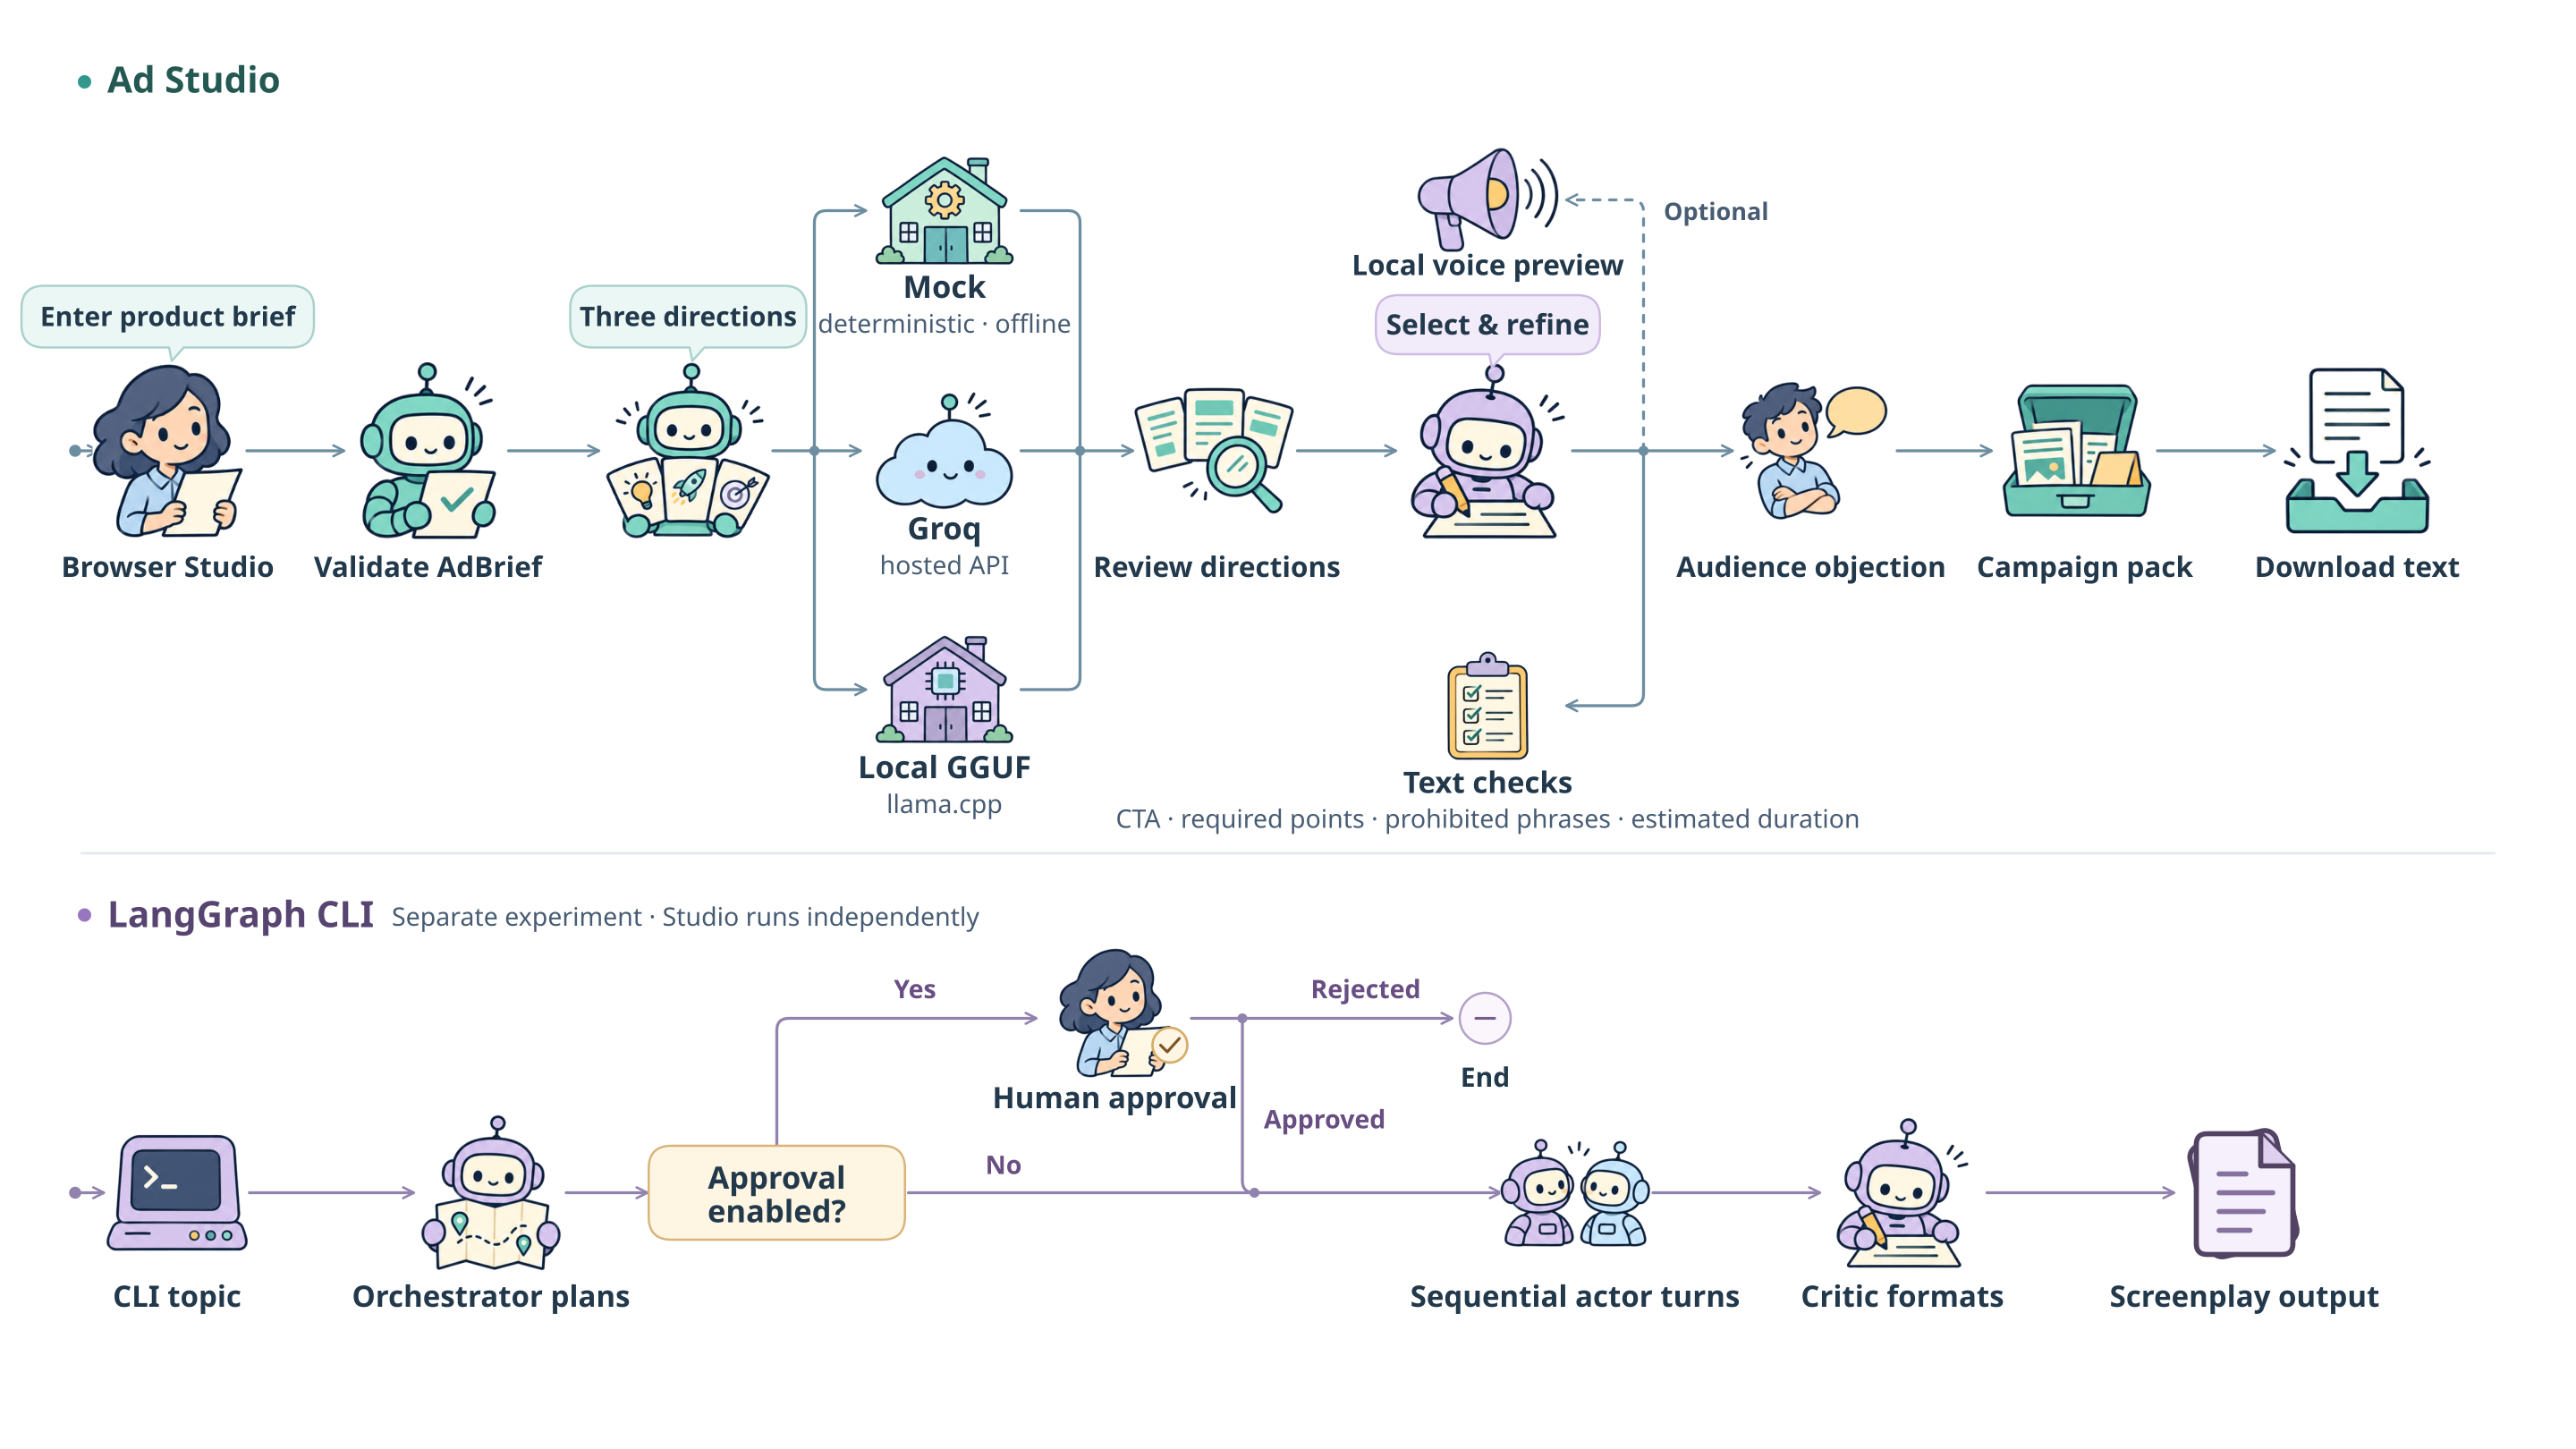 Ad Studio
Optional
Local voice preview
Mock
deterministic · offline
Enter product brief
Three directions
Select & refine
Groq
hosted API
Browser Studio
Validate AdBrief
Review directions
Audience objection
Campaign pack
Download text
Local GGUF
llama.cpp
Text checks
CTA · required points · prohibited phrases · estimated duration
LangGraph CLI
Separate experiment · Studio runs independently
Yes
Rejected
End
Human approval
Approved
No
Approval
enabled?
>_
CLI topic
Orchestrator plans
Sequential actor turns
Critic formats
Screenplay output